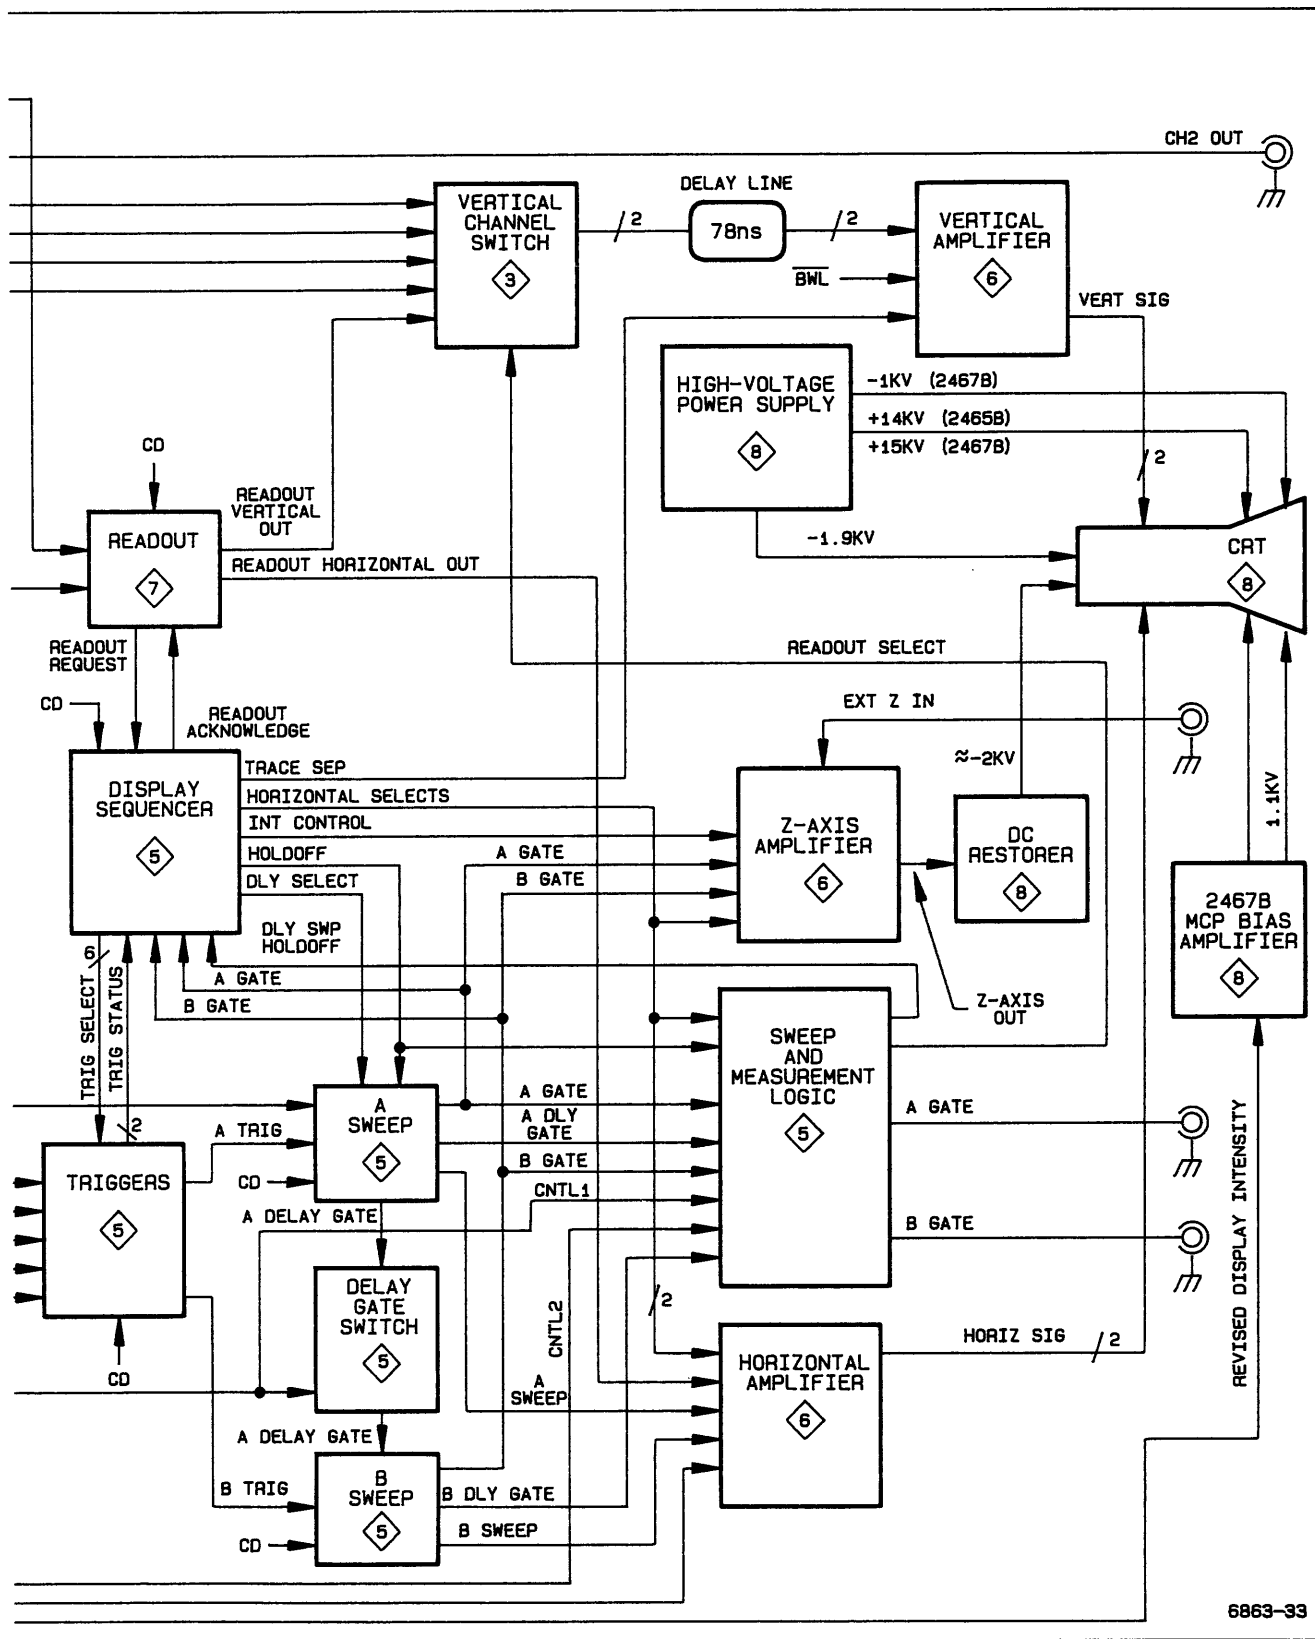 CH2 OUT
DELAY LINE
VERTICAL
CHANNEL
SWITCH
3
2
78ns
2
VERTICAL
AMPLIFIER
6
BWL
VERT SIG
HIGH-VOLTAGE
POWER SUPPLY
8
-1KV (2467B)
+14KV (2465B)
+15KV (2467B)
2
CD
READOUT
VERTICAL
OUT
READOUT
7
-1.9KV
CRT
8
READOUT HORIZONTAL OUT
READOUT
REQUEST
READOUT SELECT
CD
READOUT
ACKNOWLEDGE
EXT Z IN
≈-2KV
1.1KV
DISPLAY
SEQUENCER
5
TRACE SEP
HORIZONTAL SELECTS
INT CONTROL
HOLDOFF
DLY SELECT
A GATE
B GATE
Z-AXIS
AMPLIFIER
6
DC
RESTORER
8
2467B
MCP BIAS
AMPLIFIER
8
DLY SWP
HOLDOFF
6
TRIG SELECT
TRIG STATUS
A GATE
B GATE
Z-AXIS
OUT
SWEEP
AND
MEASUREMENT
LOGIC
5
A
SWEEP
5
A GATE
A DLY
GATE
B GATE
CNTL1
A GATE
2
A TRIG
TRIGGERS
5
CD
A DELAY GATE
B GATE
REVISED DISPLAY INTENSITY
DELAY
GATE
SWITCH
5
CNTL2
2
HORIZONTAL
AMPLIFIER
6
HORIZ SIG
2
CD
A
SWEEP
A DELAY GATE
B
SWEEP
5
B TRIG
B DLY GATE
CD
B SWEEP
6863-33